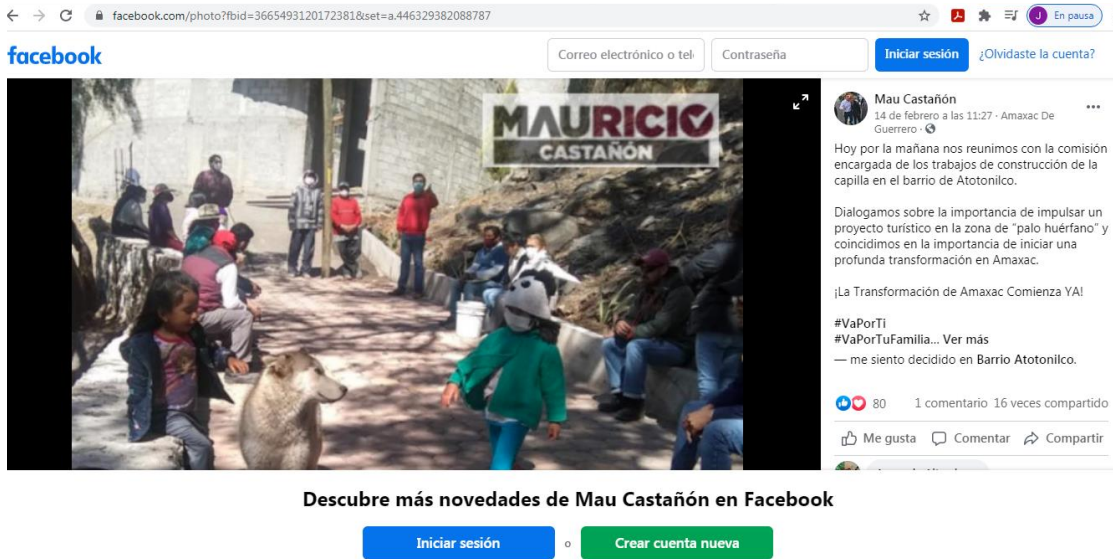 facebook.com/photo?fbid=3665493120172381&set=a.446329382088787
J En pausa
facebook
Correo electrónico o tel
Contraseña
Iniciar sesión
¿Olvidaste la cuenta?
MAURICIO
CASTAÑÓN
Mau Castañón
14 de febrero a las 11:27 · Amaxac De
Guerrero ·
Hoy por la mañana nos reunimos con la comisión
encargada de los trabajos de construcción de la
capilla en el barrio de Atotonilco.
Dialogamos sobre la importancia de impulsar un
proyecto turístico en la zona de "palo huérfano" y
coincidimos en la importancia de iniciar una
profunda transformación en Amaxac.
¡La Transformación de Amaxac Comienza YA!
#VaPorTi
#VaPorTuFamilia... Ver más
— me siento decidido en Barrio Atotonilco.
80 1 comentario 16 veces compartido
Me gusta Comentar Compartir
Descubre más novedades de Mau Castañón en Facebook
Iniciar sesión o Crear cuenta nueva